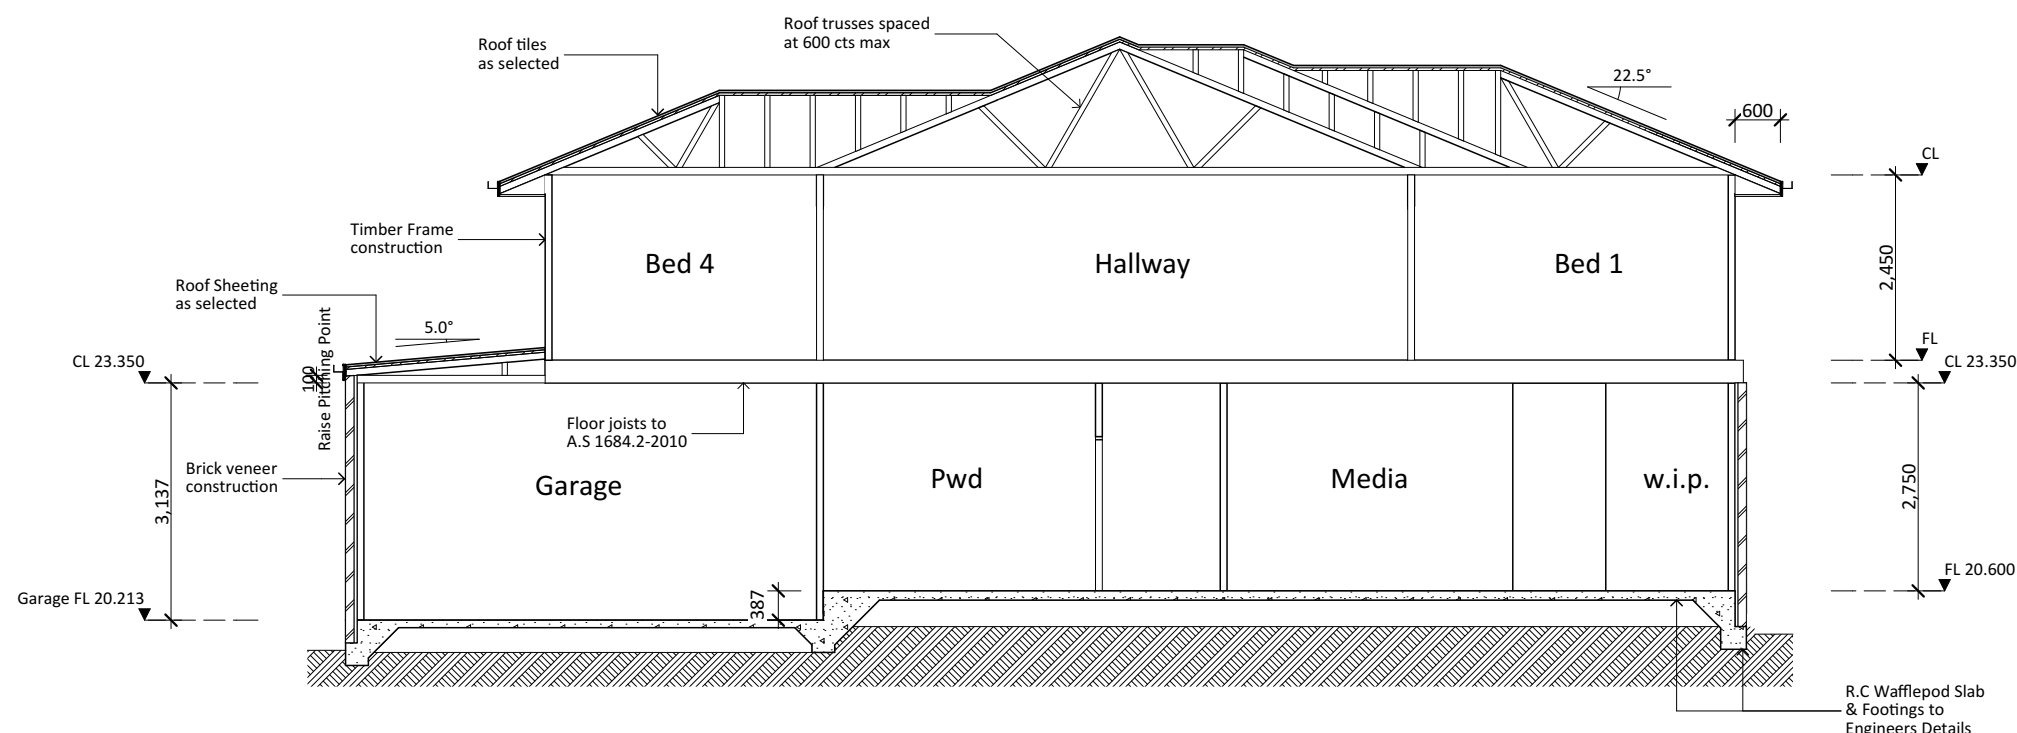 Roof trusses spaced
at 600 cts max
Roof tiles
as selected
22.5°
600
CL
Timber Frame
construction
Bed 4
Hallway
Bed 1
2,450
Roof Sheeting
as selected
5.0°
FL
CL 23.350
CL 23.350
100
Raise Pitching Point
Floor joists to
A.S 1684.2-2010
Brick veneer
construction
3,137
Garage
Pwd
Media
w.i.p.
2,750
FL 20.600
Garage FL 20.213
387
R.C Wafflepod Slab
& Footings to
Engineers Details